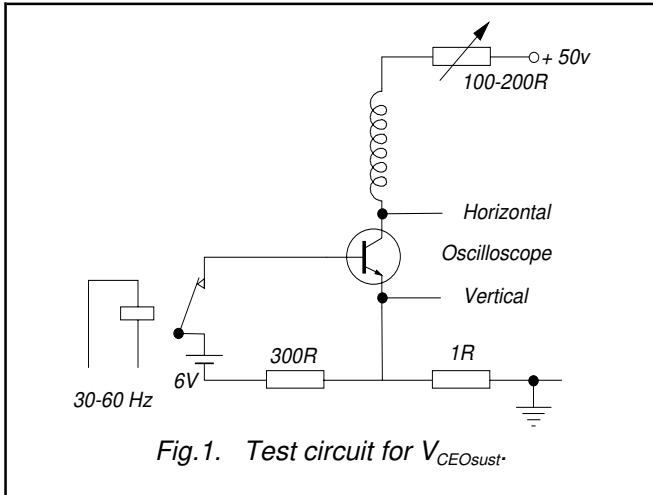 + 50v
100-200R
Horizontal
Oscilloscope
Vertical
300R
1R
6V
30-60 Hz
Fig.1. Test circuit for VCEOsust.